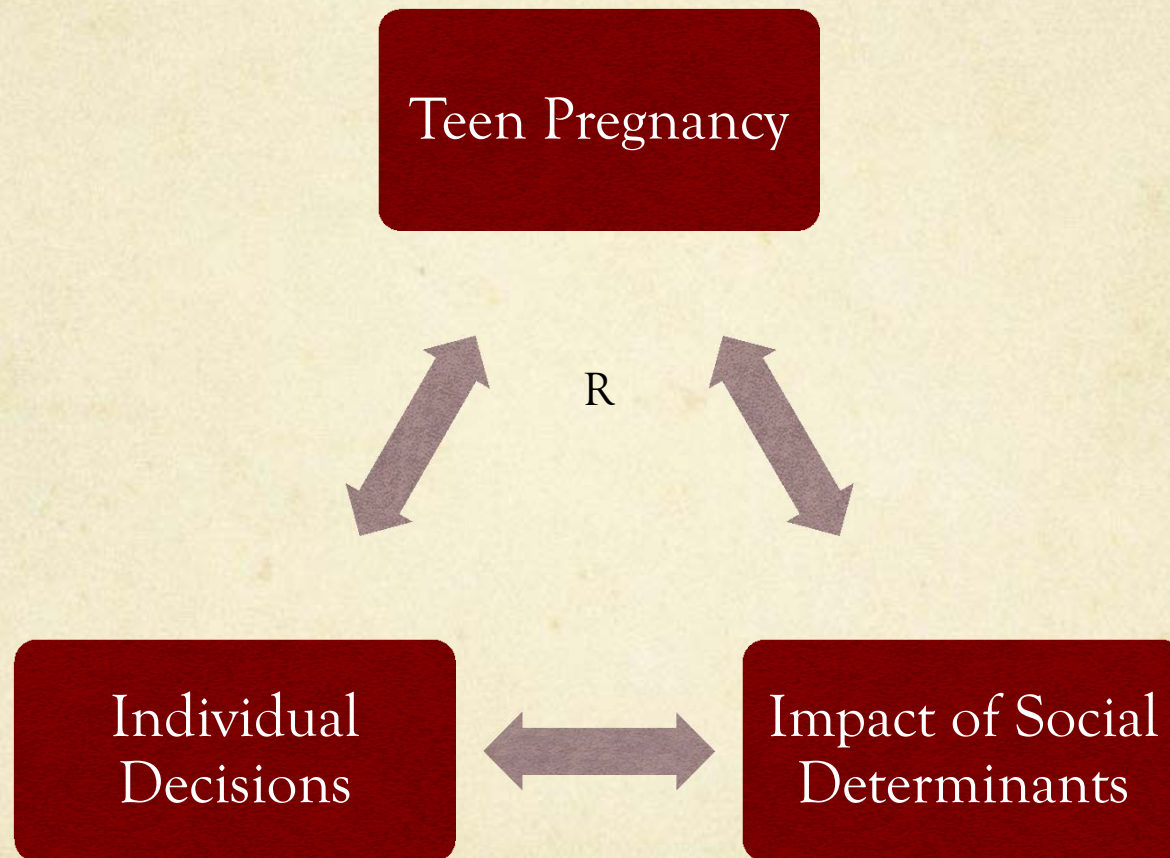 Teen Pregnancy
R
Individual
Decisions
Impact of Social
Determinants